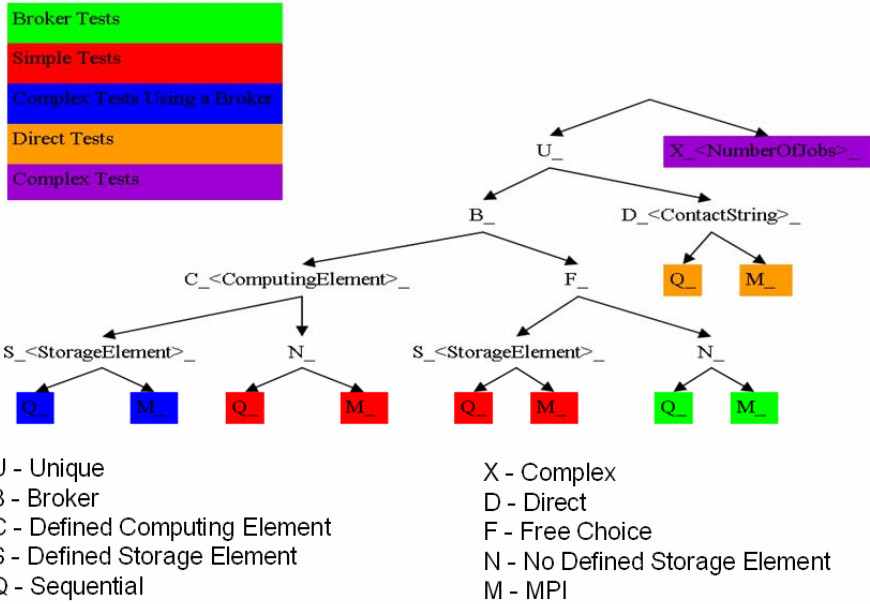 Broker Tests
Simple Tests
Complex Tests Using a Broker
Direct Tests
Complex Tests
U_
X_<NumberOfJobs>_
B_
D_<ContactString>_
C_<ComputingElement>_
F_
Q_
M_
S_<StorageElement>_
N_
S_<StorageElement>_
N_
Q_
M_
Q_
M_
Q_
M_
Q_
M_
U - Unique
B - Broker
C - Defined Computing Element
S - Defined Storage Element
Q - Sequential
X - Complex
D - Direct
F - Free Choice
N - No Defined Storage Element
M - MPI